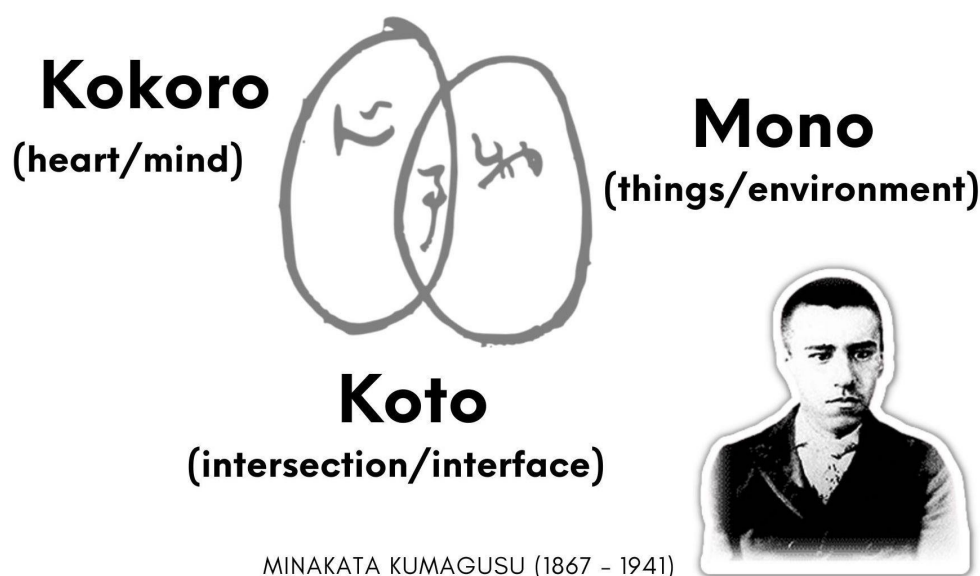 Kokoro
(heart/mind)
心
事
物
Mono
(things/environment)
Koto
(intersection/interface)
MINAKATA KUMAGUSU (1867 - 1941)